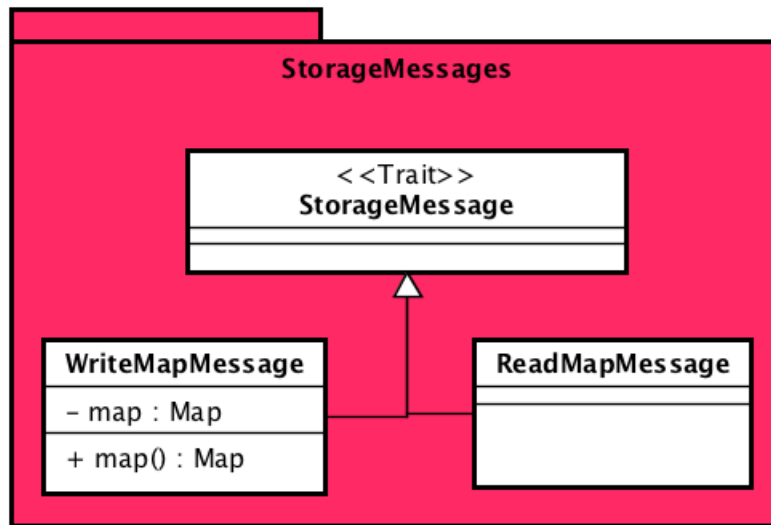 StorageMessages
<<Trait>>
StorageMessage
WriteMapMessage
– map : Map
+ map() : Map
ReadMapMessage